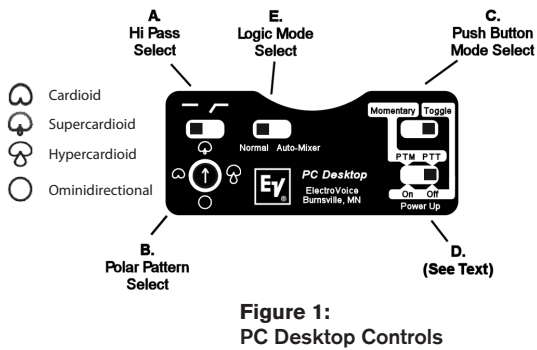 A.
Hi Pass
Select
E.
Logic Mode
Select
C.
Push Button
Mode Select
Cardioid
Supercardioid
Hypercardioid
Ominidirectional
Momentary Toggle
Normal Auto-Mixer
PTM PTT
On Off
Power Up
EV®
PC Desktop
ElectroVoice
Burnsville, MN
B.
Polar Pattern
Select
D.
(See Text)
Figure 1:
PC Desktop Controls